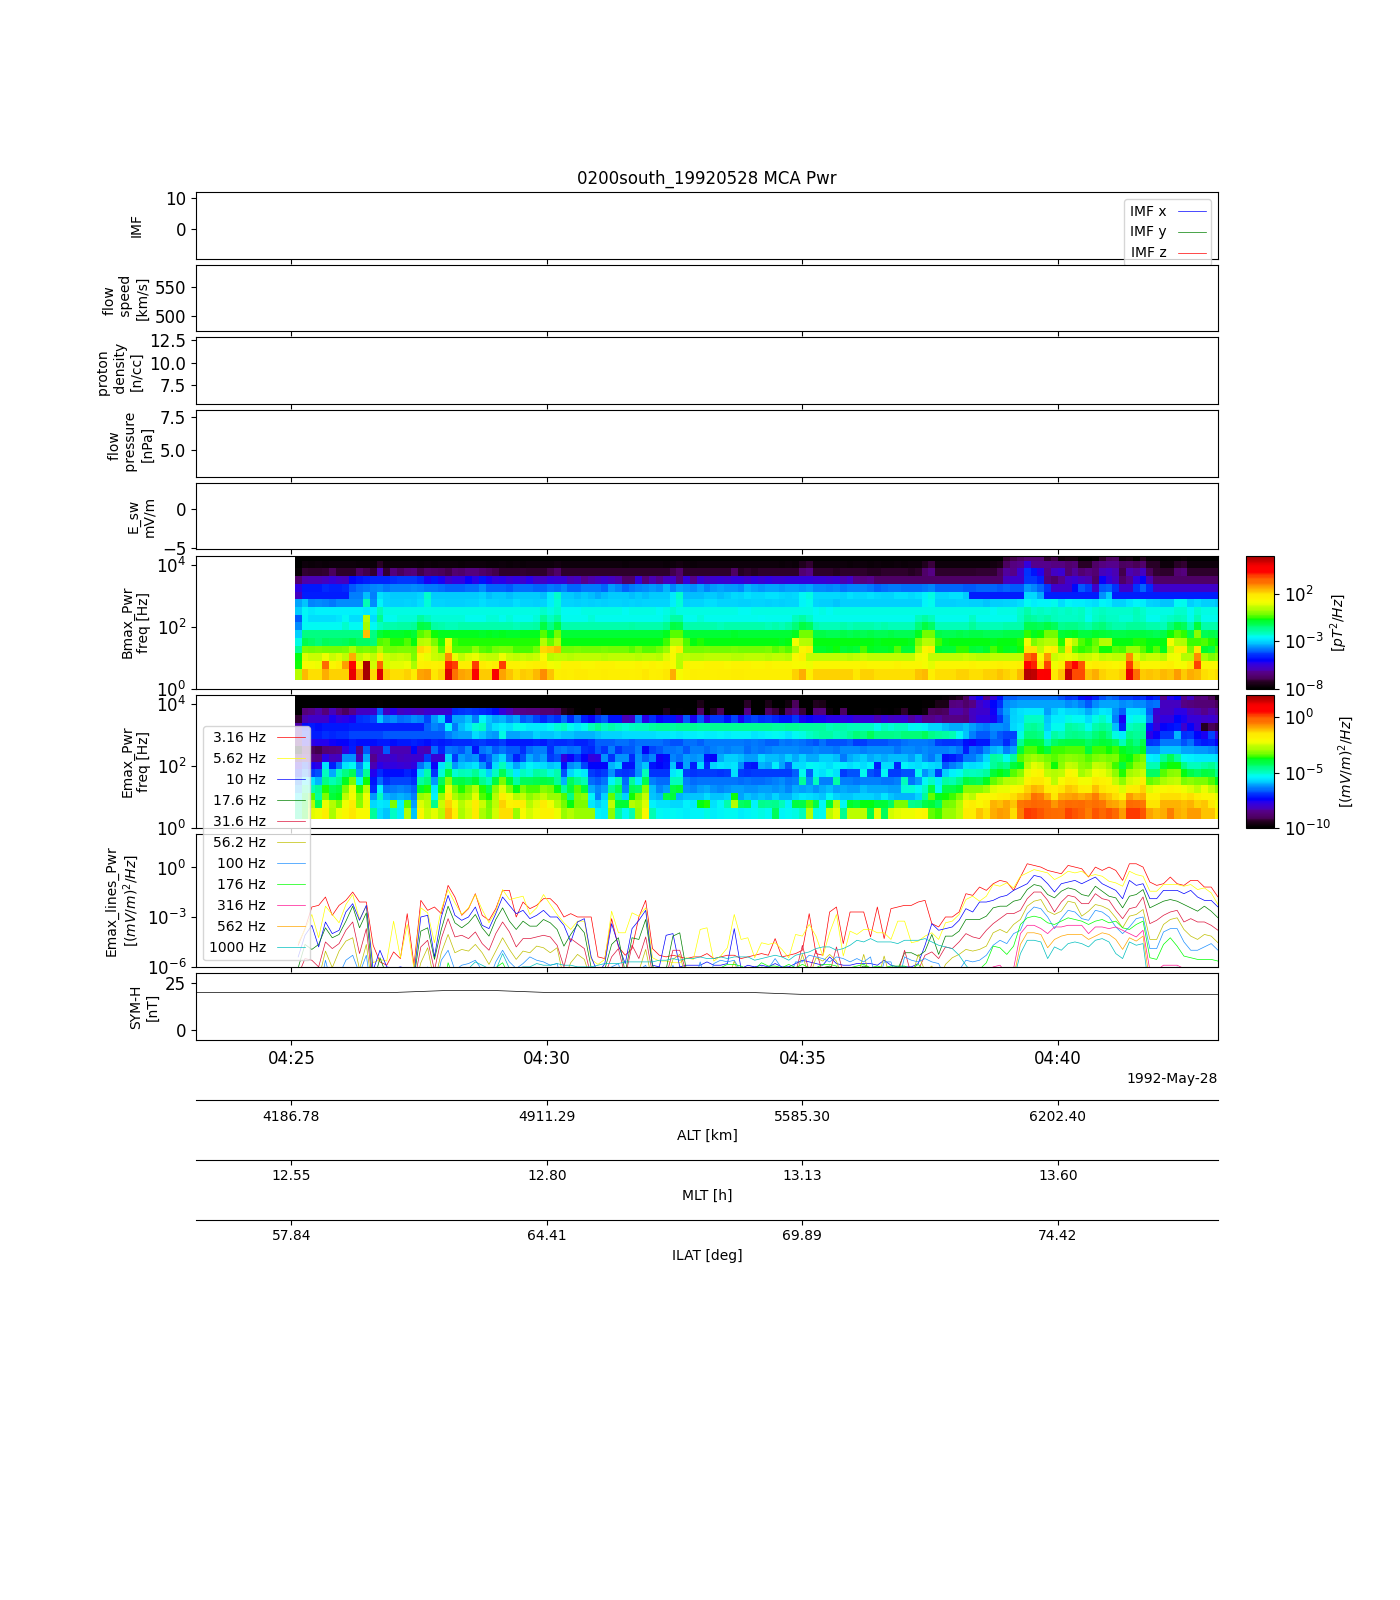 0200south_19920528 MCA Pwr
IMF
10
0
IMF x
IMF y
IMF z
flow
speed
[km/s]
550
500
proton
density
[n/cc]
12.5
10.0
7.5
flow
pressure
[nPa]
7.5
5.0
E_sw
mV/m
0
−5
Bmax_Pwr
freq [Hz]
10^4
10^2
10^0
10^2
10^−3
10^−8
[pT^2/Hz]
Emax_Pwr
freq [Hz]
10^4
10^2
10^0
10^0
10^−5
10^−10
[(mV/m)^2/Hz]
3.16 Hz
5.62 Hz
10 Hz
17.6 Hz
31.6 Hz
56.2 Hz
100 Hz
176 Hz
316 Hz
562 Hz
1000 Hz
Emax_lines_Pwr
[(mV/m)^2/Hz]
10^0
10^−3
10^−6
SYM-H
[nT]
25
0
04:25 04:30 04:35 04:40
1992-May-28
4186.78 4911.29 5585.30 6202.40
ALT [km]
12.55 12.80 13.13 13.60
MLT [h]
57.84 64.41 69.89 74.42
ILAT [deg]